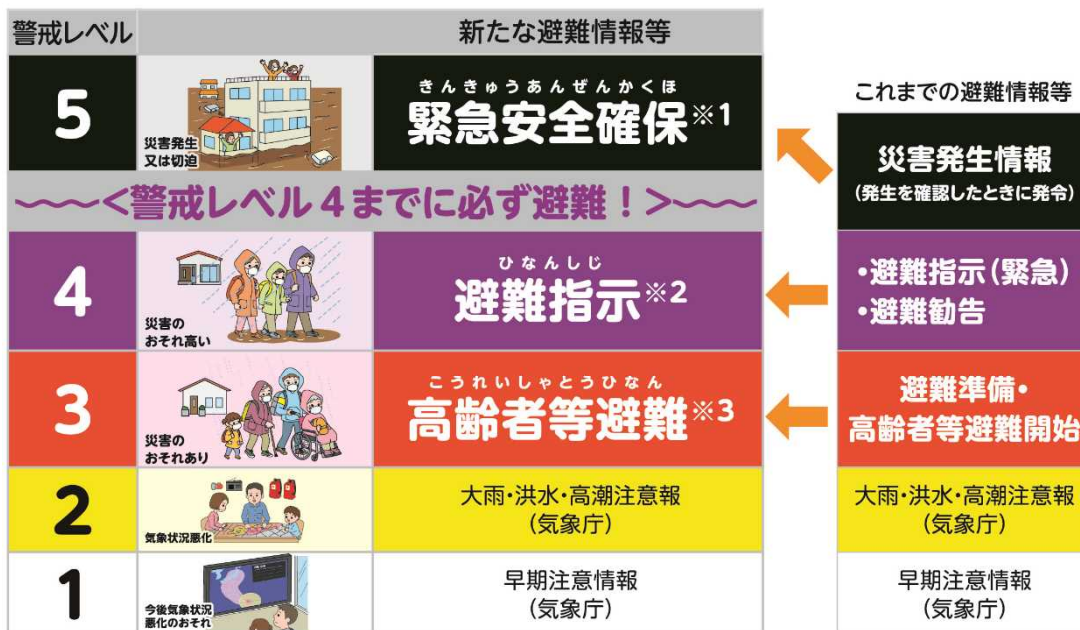 警戒レベル
新たな避難情報等
5
災害発生
又は切迫
きんきゅうあんぜんかくほ
緊急安全確保※1
〜〜〜<警戒レベル4までに必ず避難!>〜〜〜
4
災害の
おそれ高い
ひなんしじ
避難指示※2
3
災害の
おそれあり
こうれいしゃとうひなん
高齢者等避難※3
2
気象状況悪化
大雨・洪水・高潮注意報
(気象庁)
1
今後気象状況
悪化のおそれ
早期注意情報
(気象庁)
これまでの避難情報等
災害発生情報
(発生を確認したときに発令)
•避難指示(緊急)
•避難勧告
避難準備・
高齢者等避難開始
大雨・洪水・高潮注意報
(気象庁)
早期注意情報
(気象庁)